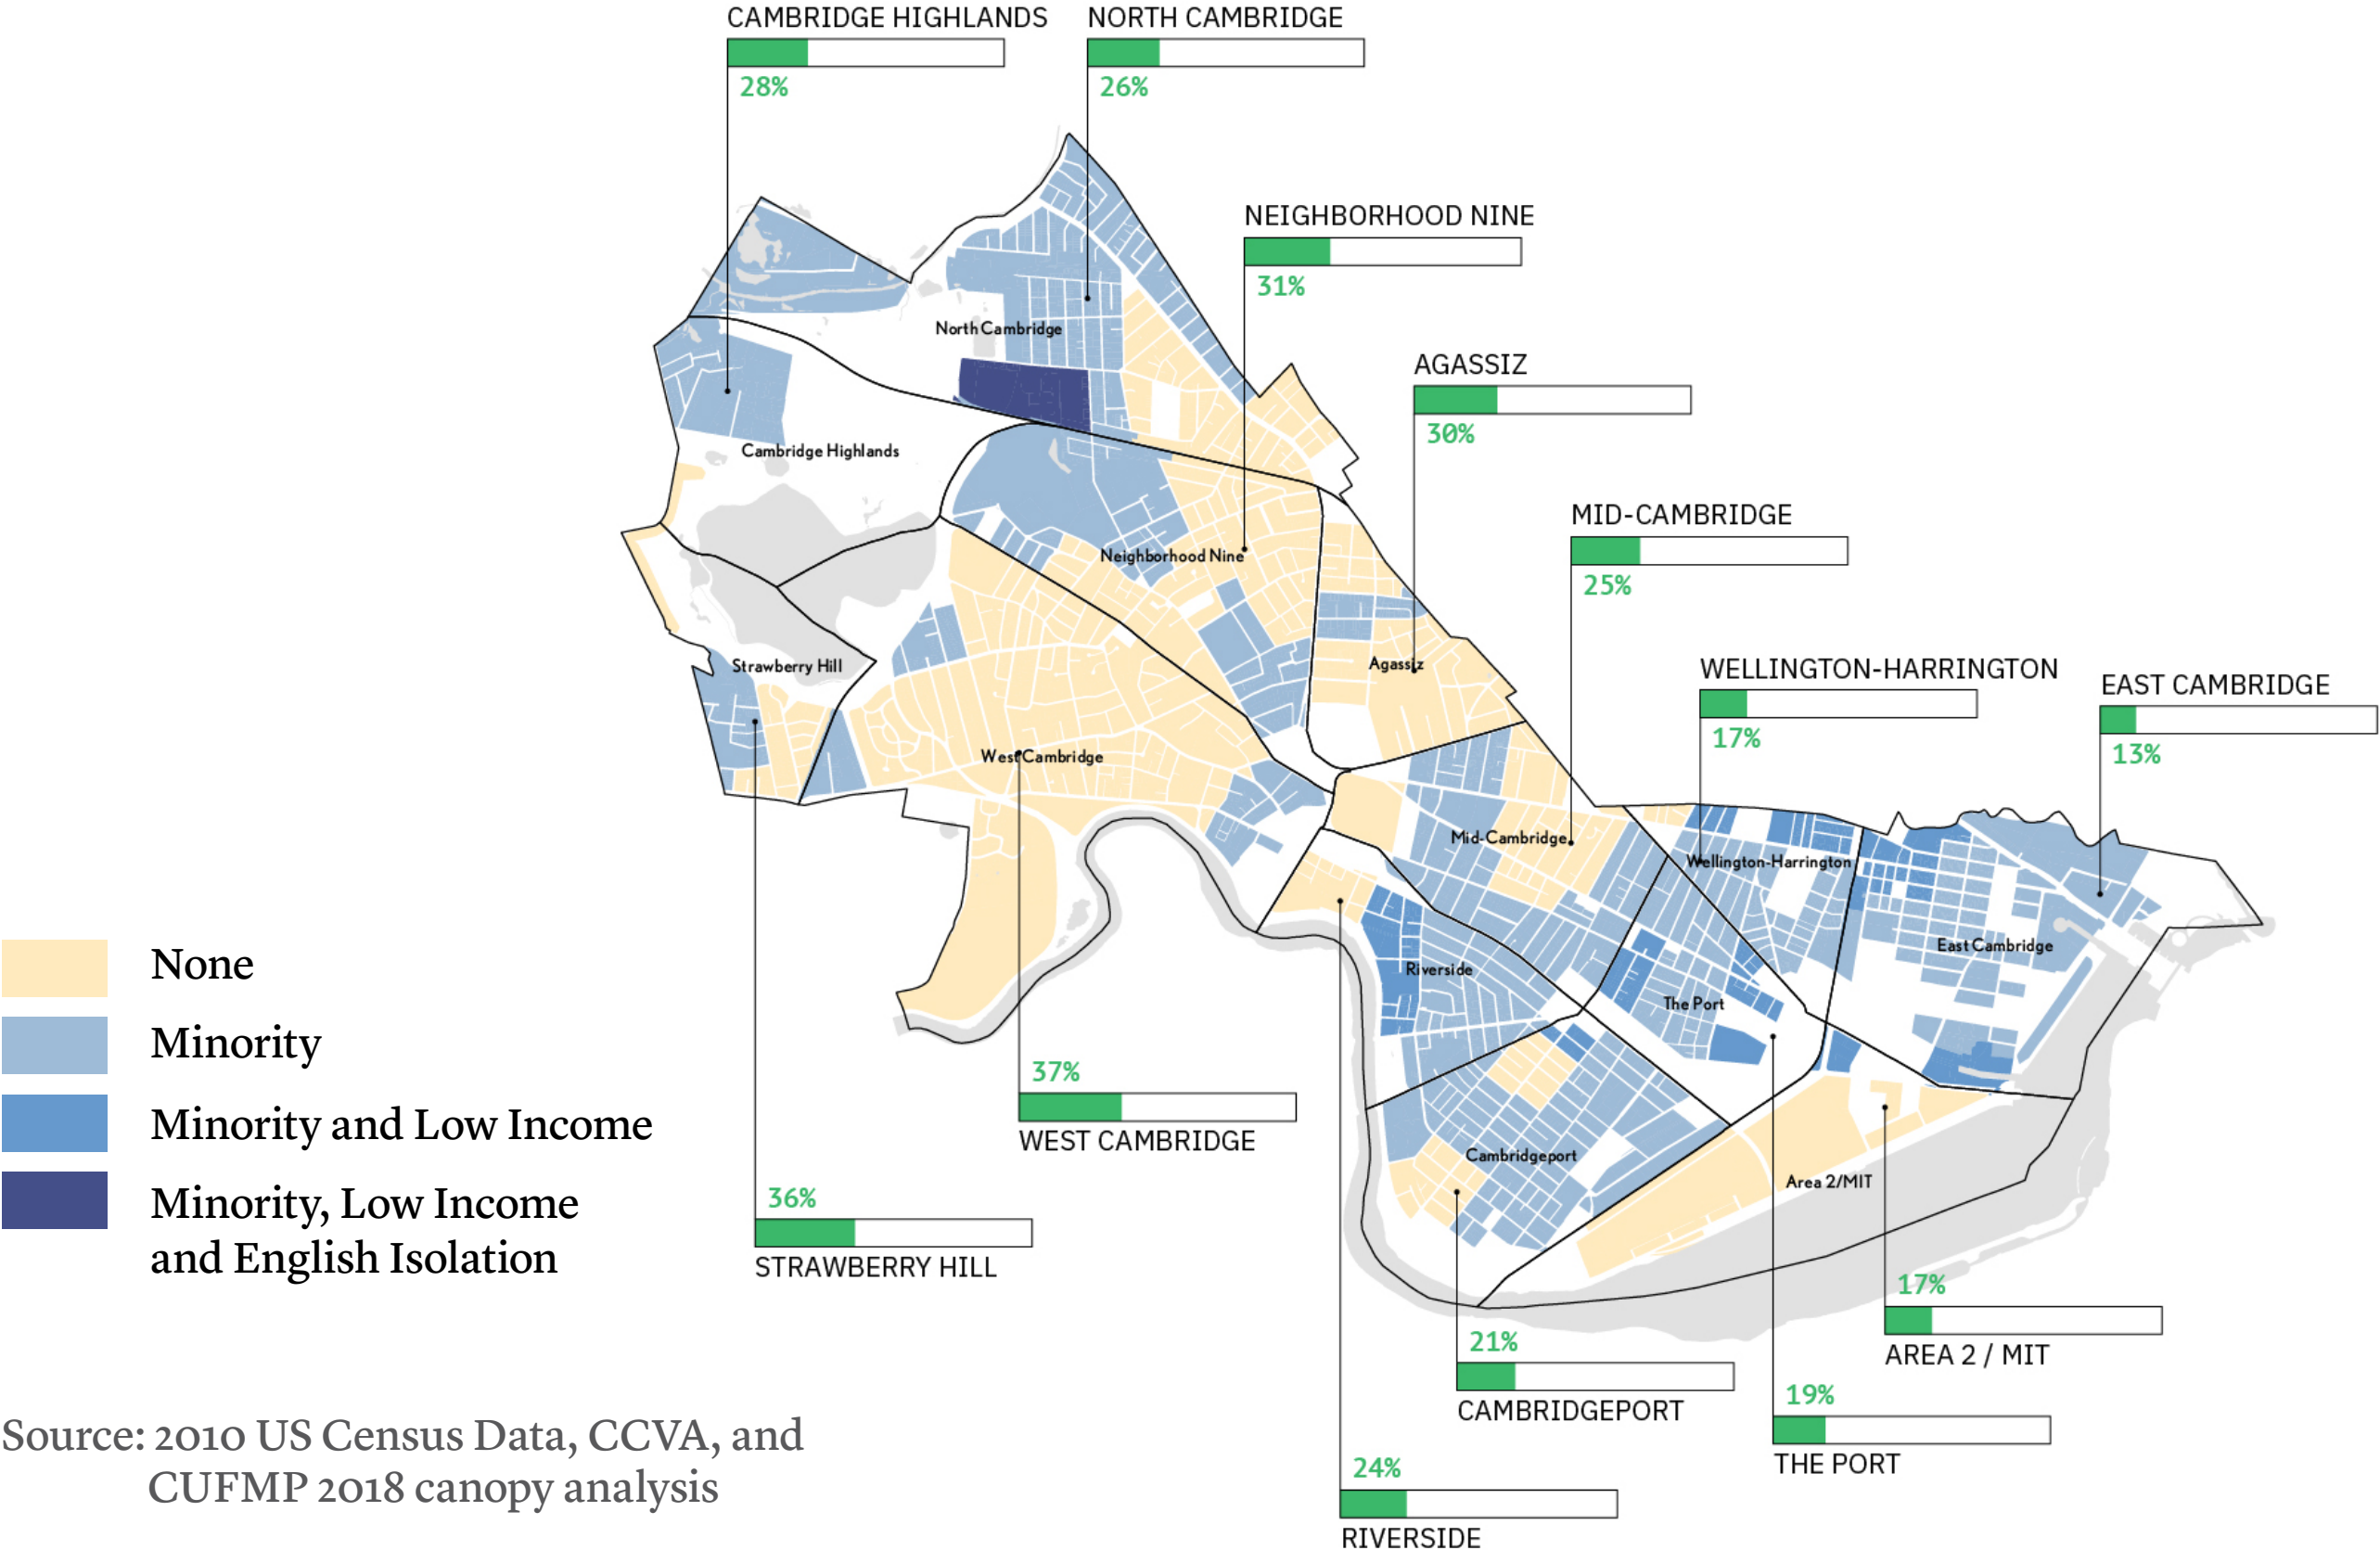 CAMBRIDGE HIGHLANDS
28%
NORTH CAMBRIDGE
26%
NEIGHBORHOOD NINE
31%
AGASSIZ
30%
MID-CAMBRIDGE
25%
WELLINGTON-HARRINGTON
17%
EAST CAMBRIDGE
13%
North Cambridge
Cambridge Highlands
Neighborhood Nine
Strawberry Hill
Agassiz
West Cambridge
Mid-Cambridge
Wellington-Harrington
East Cambridge
Riverside
The Port
Cambridgeport
Area 2/MIT
None
Minority
Minority and Low Income
Minority, Low Income
and English Isolation
37%
WEST CAMBRIDGE
36%
STRAWBERRY HILL
17%
AREA 2 / MIT
21%
CAMBRIDGEPORT
19%
THE PORT
24%
RIVERSIDE
Source: 2010 US Census Data, CCVA, and
CUFMP 2018 canopy analysis